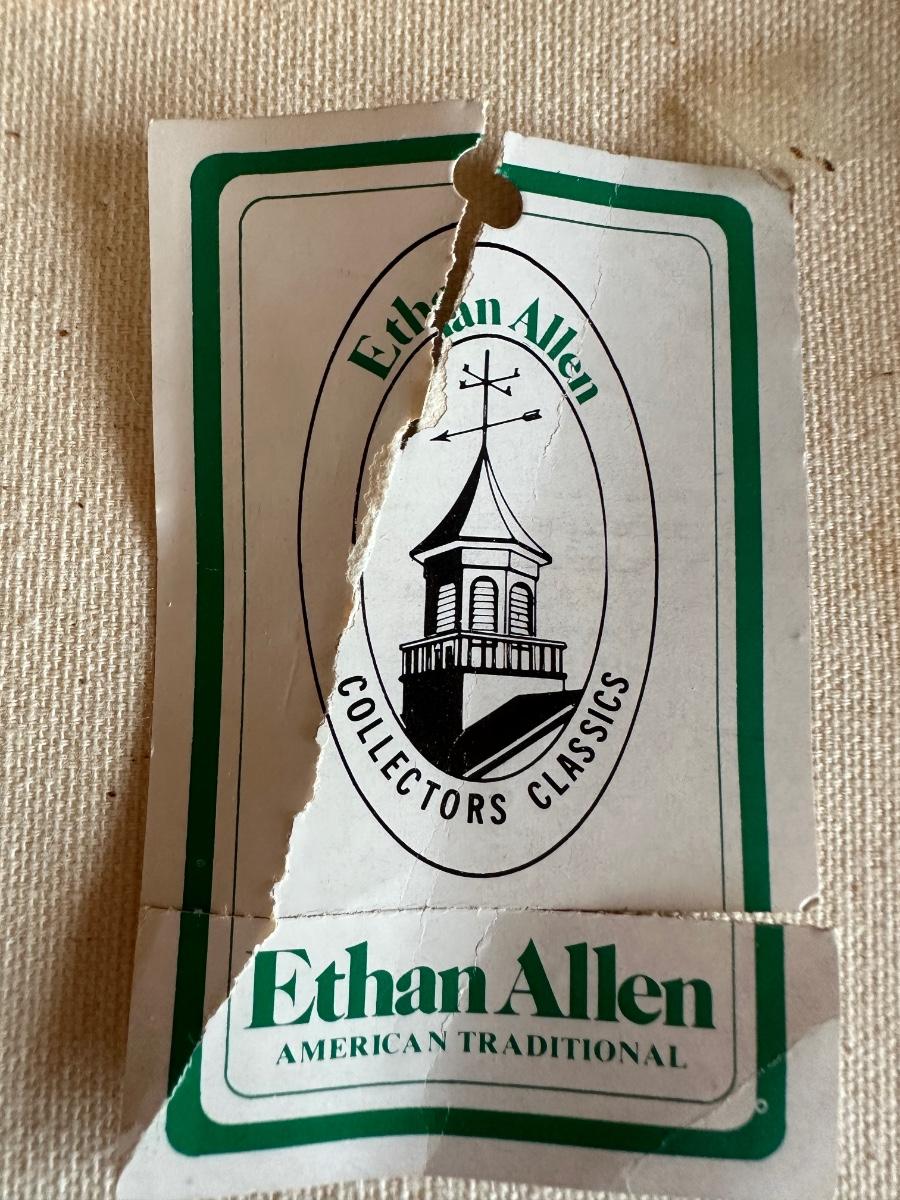 Ethan Allen
COLLECTORS CLASSICS
Ethan Allen
AMERICAN TRADITIONAL